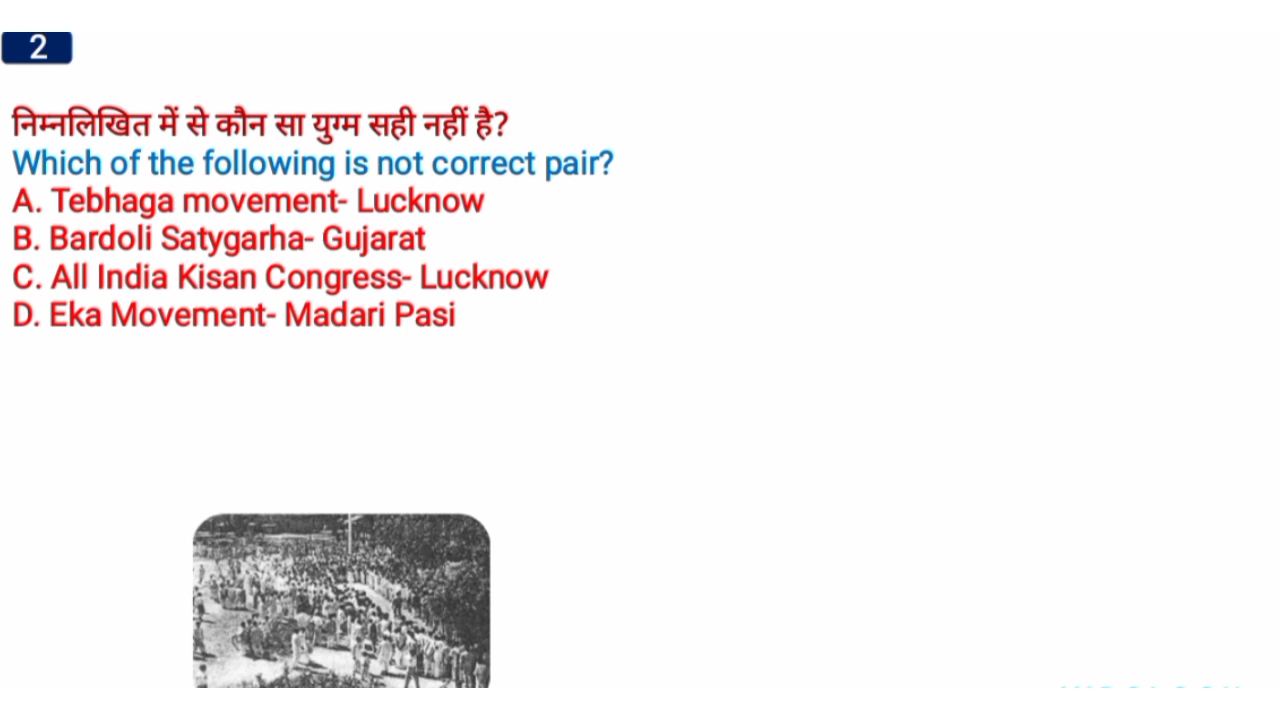 2
निम्नलिखित में से कौन सा युग्म सही नहीं है?
Which of the following is not correct pair?
A. Tebhaga movement- Lucknow
B. Bardoli Satygarha- Gujarat
C. All India Kisan Congress- Lucknow
D. Eka Movement- Madari Pasi